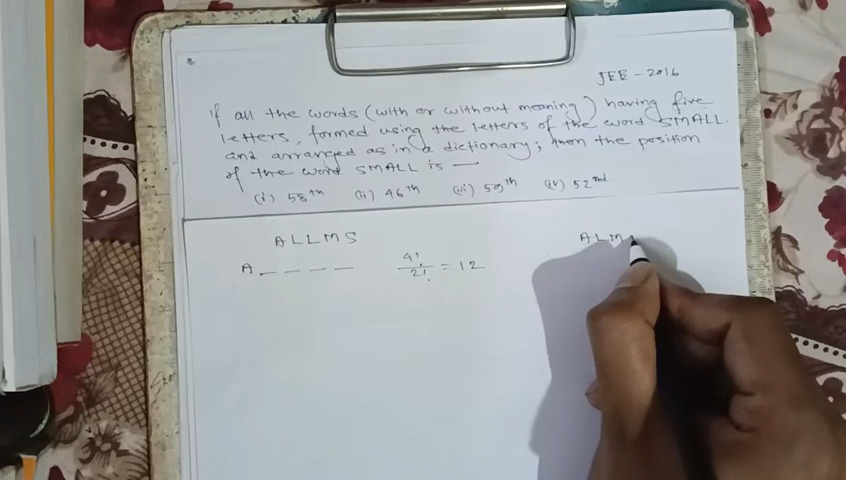 JEE - 2016
If all the words (with or without meaning) having five
letters, formed using the letters of the word SMALL
and arranged as in a dictionary; then the position
of the word SMALL is —
(i) 58th (ii) 46th (iii) 59th (iv) 52nd
ALLMS
ALM
A _ _ _ _ 4!/2! = 12